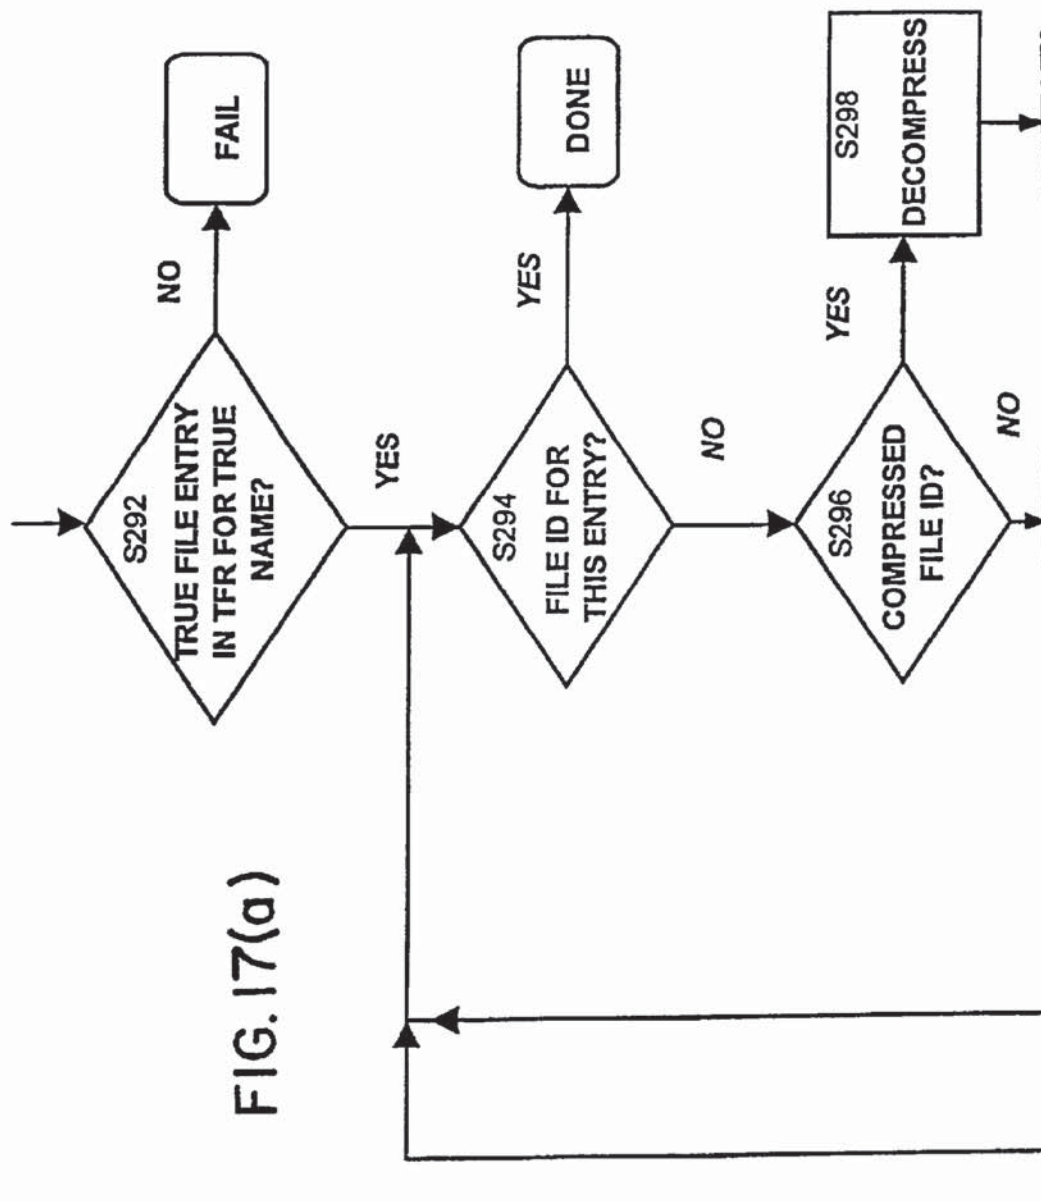 S292
TRUE FILE ENTRY
IN TFR FOR TRUE
NAME?
NO
FAIL
YES
S294
FILE ID FOR
THIS ENTRY?
YES
DONE
NO
S296
COMPRESSED
FILE ID?
YES
S298
DECOMPRESS
NO
FIG. 17(a)